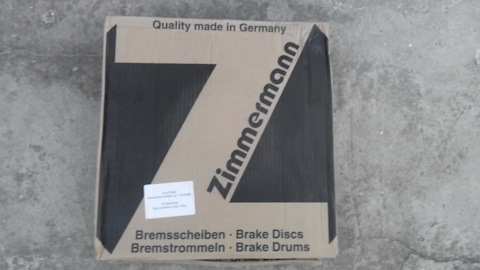 Quality made in Germany
Zimmermann
Bremsscheiben · Brake Discs
Bremstrommeln · Brake Drums